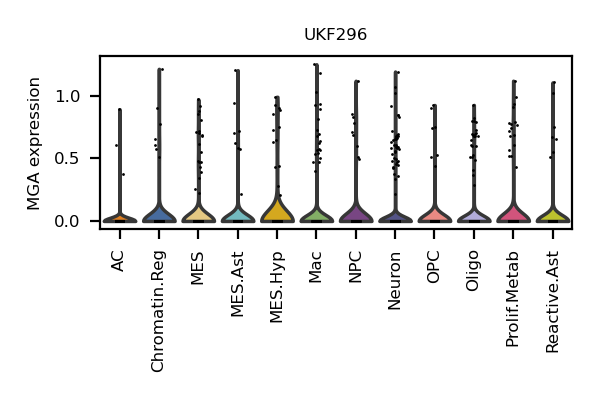 UKF296
MGA expression
1.0
0.5
0.0
AC
Chromatin.Reg
MES
MES.Ast
MES.Hyp
Mac
NPC
Neuron
OPC
Oligo
Prolif.Metab
Reactive.Ast